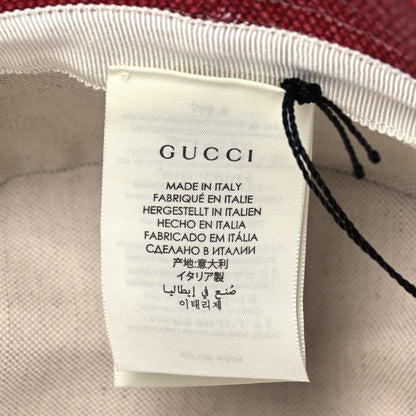 GUCCI
MADE IN ITALY
FABRIQUÉ EN ITALIE
HERGESTELLT IN ITALIEN
HECHO EN ITALIA
FABRICADO EM ITÁLIA
СДЕЛАНО В ИТАЛИИ
产地:意大利
イタリア製
صُنع في إيطاليا
이태리제